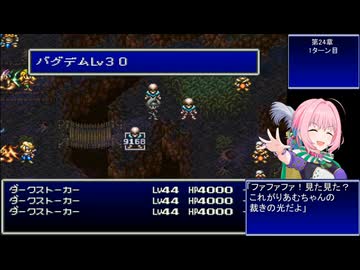 バグデムLv30
第24章
1ターン目
9168
ダークストーカー Lv44 HP4000
ダークストーカー Lv44 HP4000
ダークストーカー Lv44 HP4000
「ファファファ！見た見た？
これがりあむちゃんの
裁きの光だよ」